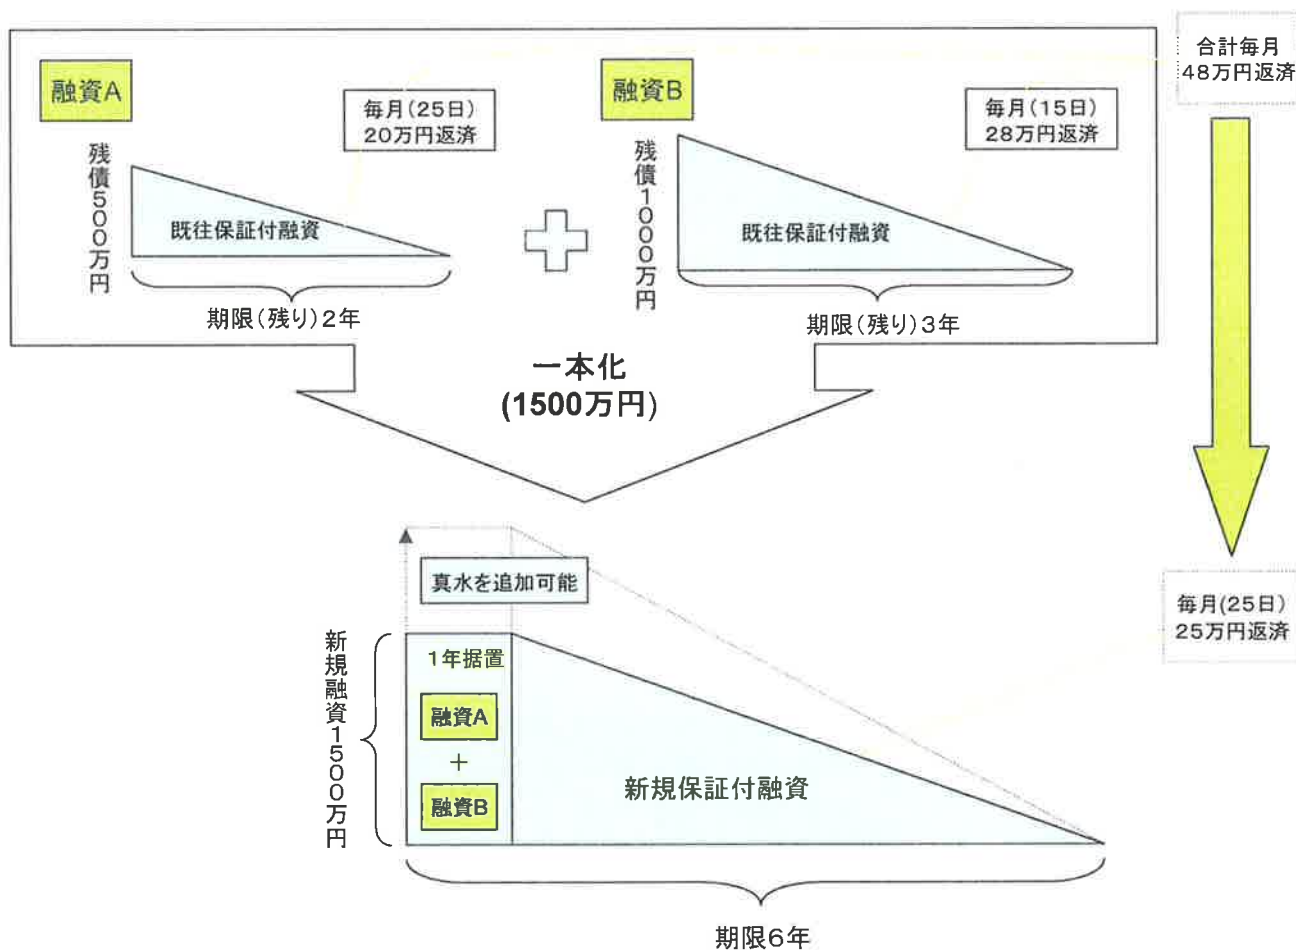 合計毎月
48万円返済
融資A
毎月(25日)
20万円返済
残債500万円
既往保証付融資
期限(残り)2年
融資B
毎月(15日)
28万円返済
残債1000万円
既往保証付融資
期限(残り)3年
一本化
(1500万円)
真水を追加可能
毎月(25日)
25万円返済
新規融資1500万円
1年据置
融資A
+
融資B
新規保証付融資
期限6年